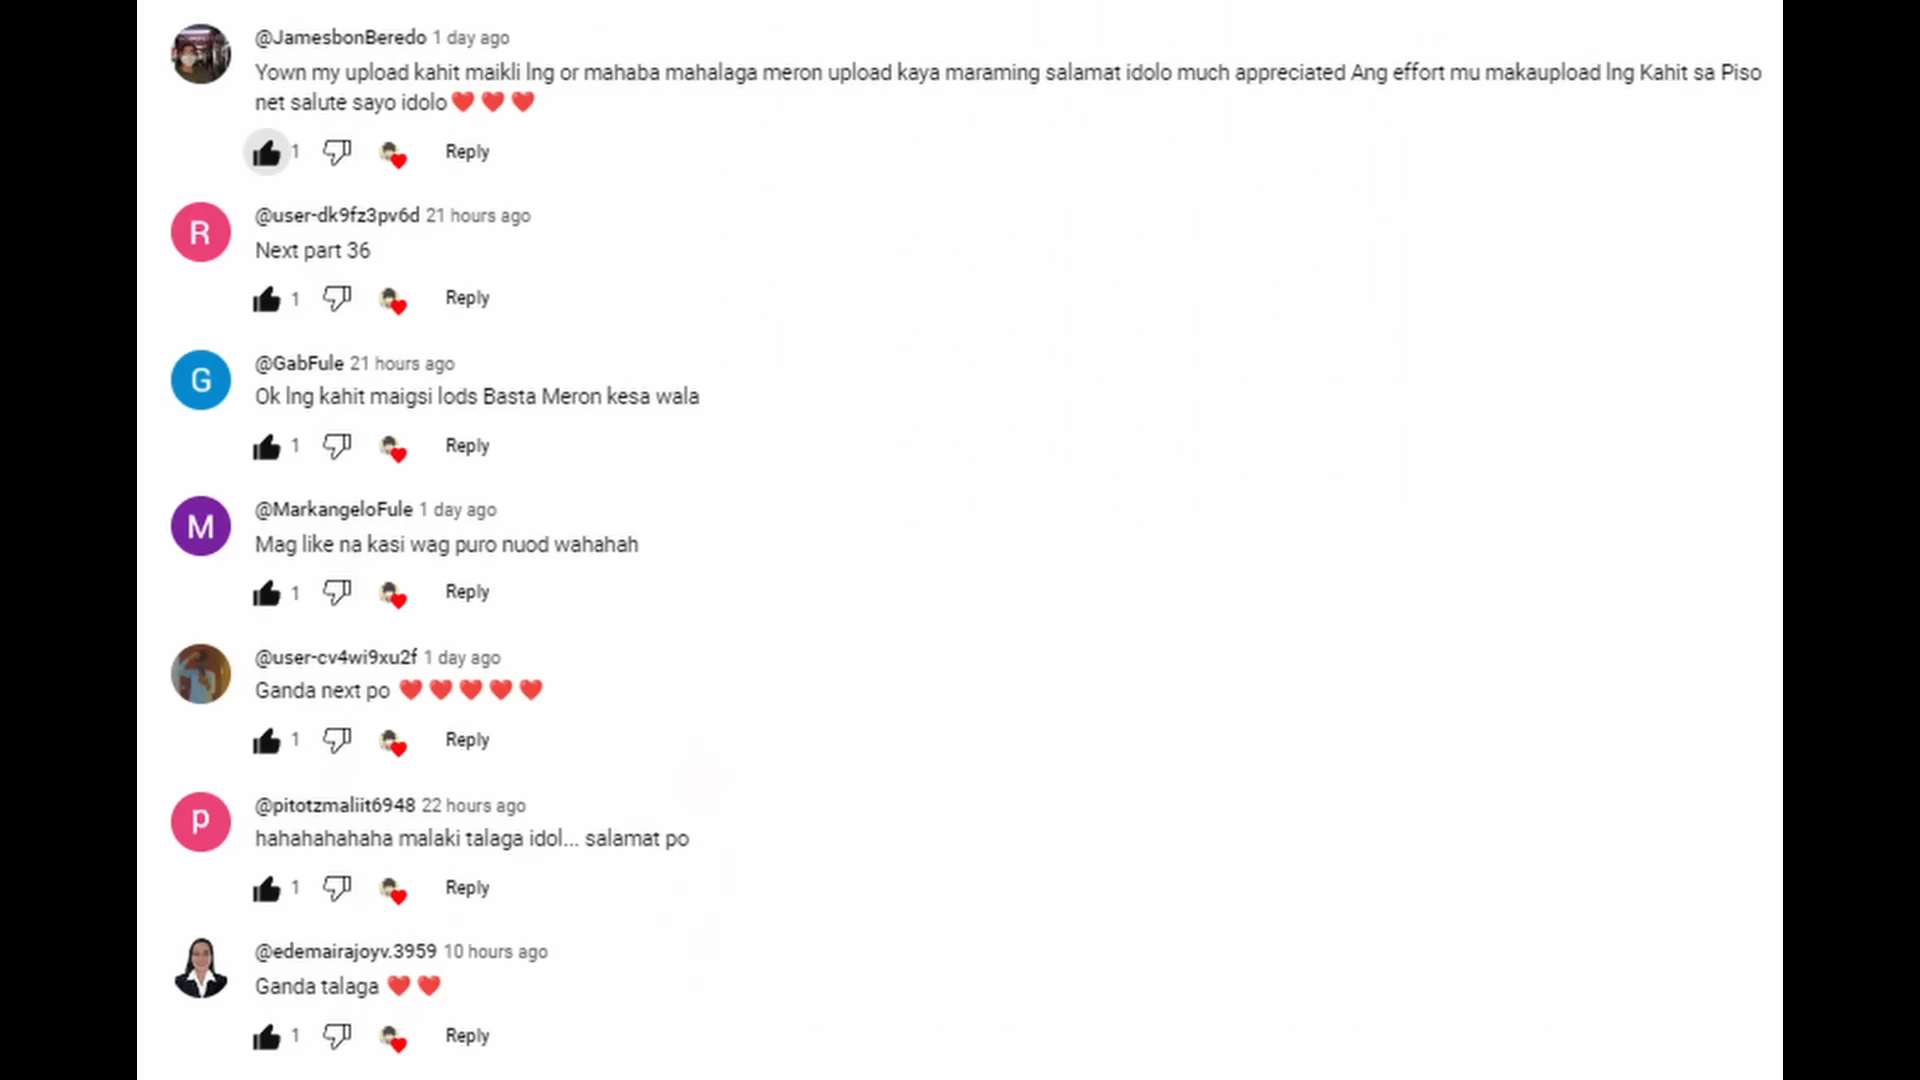 @JamesbonBeredo 1 day ago
Yown my upload kahit maikli lng or mahaba mahalaga meron upload kaya maraming salamat idolo much appreciated Ang effort mu makaupload lng Kahit sa Piso
net salute sayo idolo ❤️ ❤️ ❤️
1 Reply
R
@user-dk9fz3pv6d 21 hours ago
Next part 36
1 Reply
G
@GabFule 21 hours ago
Ok lng kahit maigsi lods Basta Meron kesa wala
1 Reply
M
@MarkangeloFule 1 day ago
Mag like na kasi wag puro nuod wahahah
1 Reply
@user-cv4wi9xu2f 1 day ago
Ganda next po ❤️ ❤️ ❤️ ❤️ ❤️
1 Reply
P
@pitotzmaliit6948 22 hours ago
hahahahahaha malaki talaga idol... salamat po
1 Reply
@edemairajoyv.3959 10 hours ago
Ganda talaga ❤️ ❤️
1 Reply